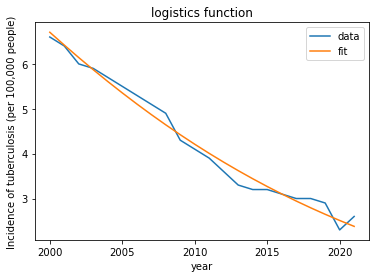 logistics function
Incidence of tuberculosis (per 100,000 people)
data
fit
6
5
4
3
2000
2005
2010
2015
2020
year